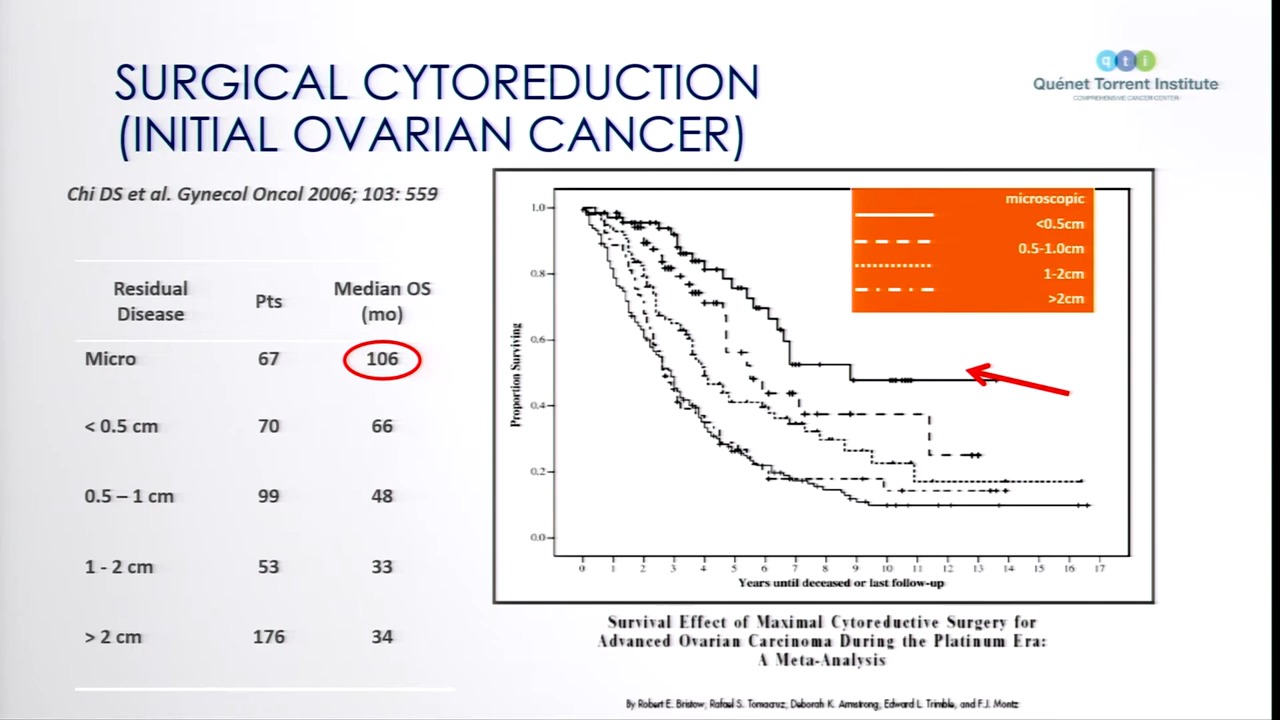 SURGICAL CYTOREDUCTION
(INITIAL OVARIAN CANCER)
qti
Quénet Torrent Institute
COMPREHENSIVE CANCER CENTER
Chi DS et al. Gynecol Oncol 2006; 103: 559
Residual Disease Pts Median OS (mo)
Micro 67 106
< 0.5 cm 70 66
0.5 – 1 cm 99 48
1 - 2 cm 53 33
> 2 cm 176 34
microscopic
<0.5cm
0.5-1.0cm
1-2cm
>2cm
Proportion Surviving
1.0
0.8
0.6
0.4
0.2
0.0
0 1 2 3 4 5 6 7 8 9 10 11 12 13 14 15 16 17
Years until deceased or last follow-up
Survival Effect of Maximal Cytoreductive Surgery for
Advanced Ovarian Carcinoma During the Platinum Era:
A Meta-Analysis
By Robert E. Bristow, Rafael S. Tomacruz, Deborah K. Armstrong, Edward L. Trimble, and F.J. Montz